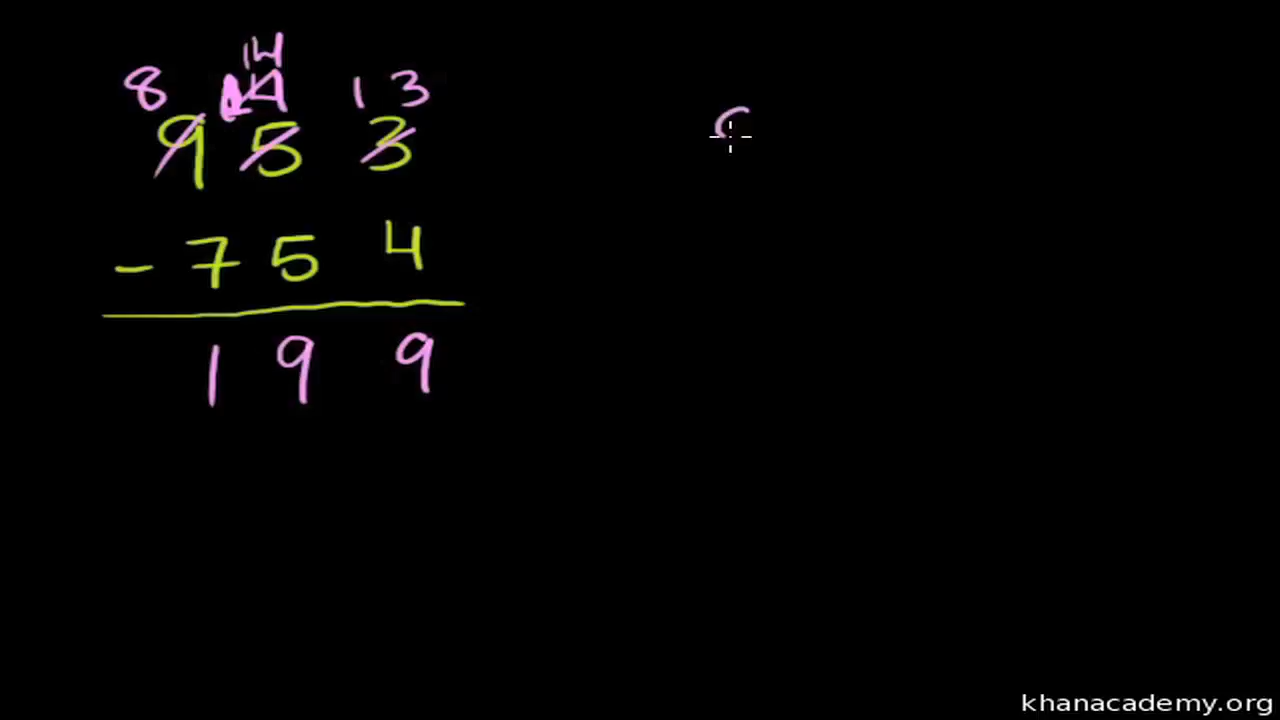 14
8 4 13
9 5 3
- 7 5 4
1 9 9
khanacademy.org